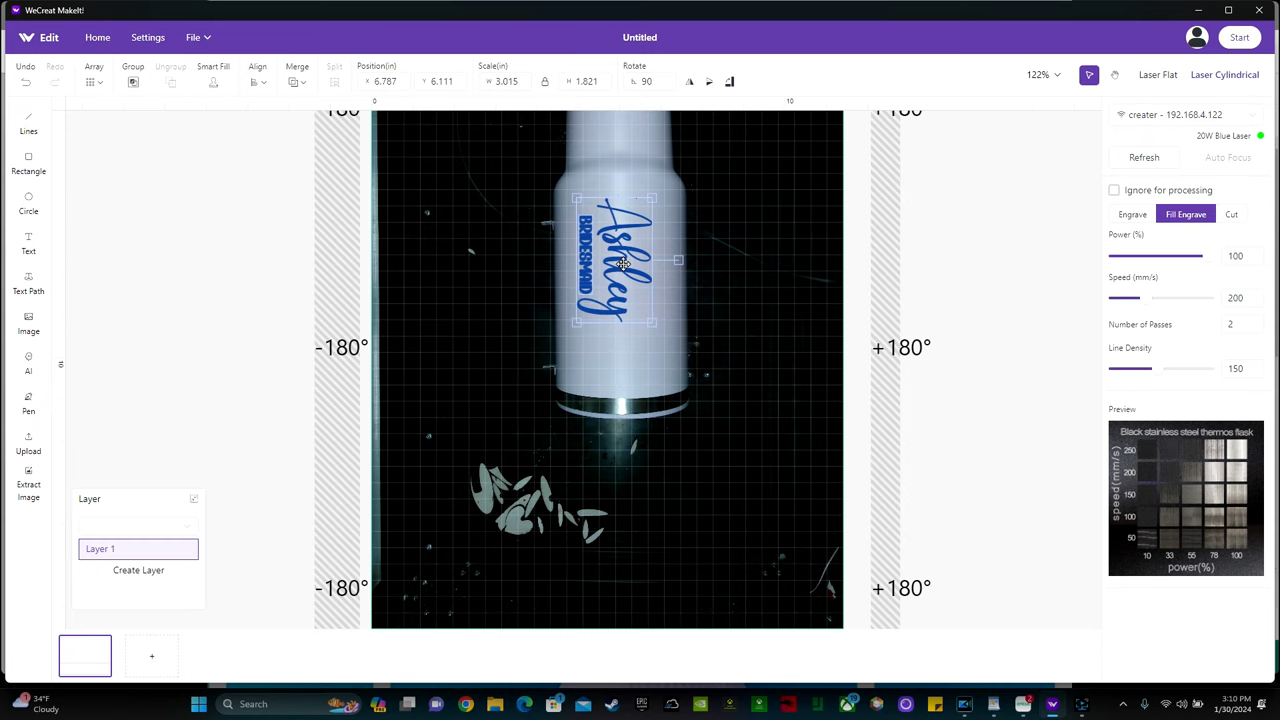 WeCreat MakeIt!
Edit Home Settings File Untitled Start
Undo Redo Array Group Ungroup Smart Fill Align Merge Split Position(in) Scale(in) Rotate
X 6.787 Y 6.111 W 3.015 H 1.821 90 122% Laser Flat Laser Cylindrical
0 10
Lines
Rectangle
Circle
Text
Text Path
Image
AI
Pen
Upload
Extract
Image
-180° +180°
Ashley
BRIDESMAID
-180° +180°
-180° +180°
Layer
Layer 1
Create Layer
+
creater - 192.168.4.122
20W Blue Laser
Refresh Auto Focus
Ignore for processing
Engrave Fill Engrave Cut
Power (%)
100
Speed (mm/s)
200
Number of Passes 2
Line Density
150
Preview
Black stainless steel thermos flask
speed(mm/s)
250
200
150
100
50
10 33 55 78 100
power(%)
34°F
Cloudy
Search
3:10 PM
1/30/2024